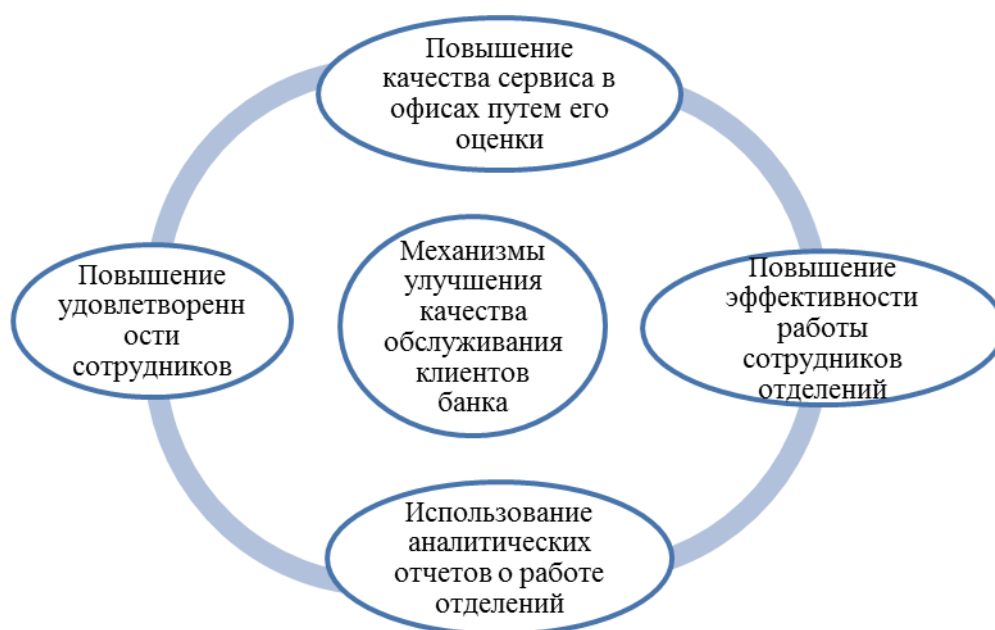 Повышение
качества сервиса в
офисах путем его
оценки
Повышение
удовлетворенн
ости
сотрудников
Механизмы
улучшения
качества
обслуживания
клиентов
банка
Повышение
эффективности
работы
сотрудников
отделений
Использование
аналитических
отчетов о работе
отделений